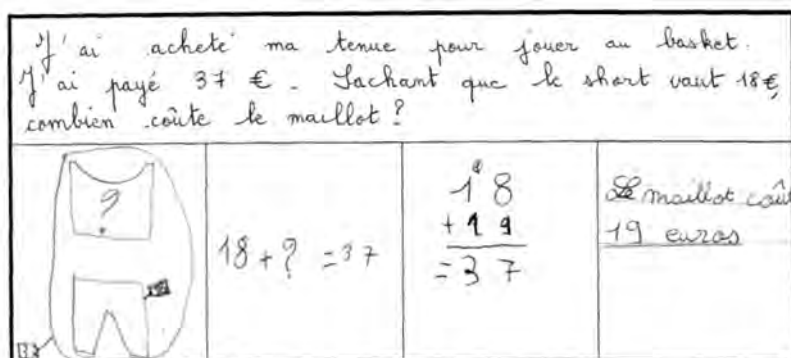 J'ai acheté ma tenue pour jouer au basket.
J'ai payé 37 €. Sachant que le short vaut 18 €,
combien coûte le maillot ?
?
18 + ? = 37
18
+ 19
= 37
Le maillot coût
19 euros